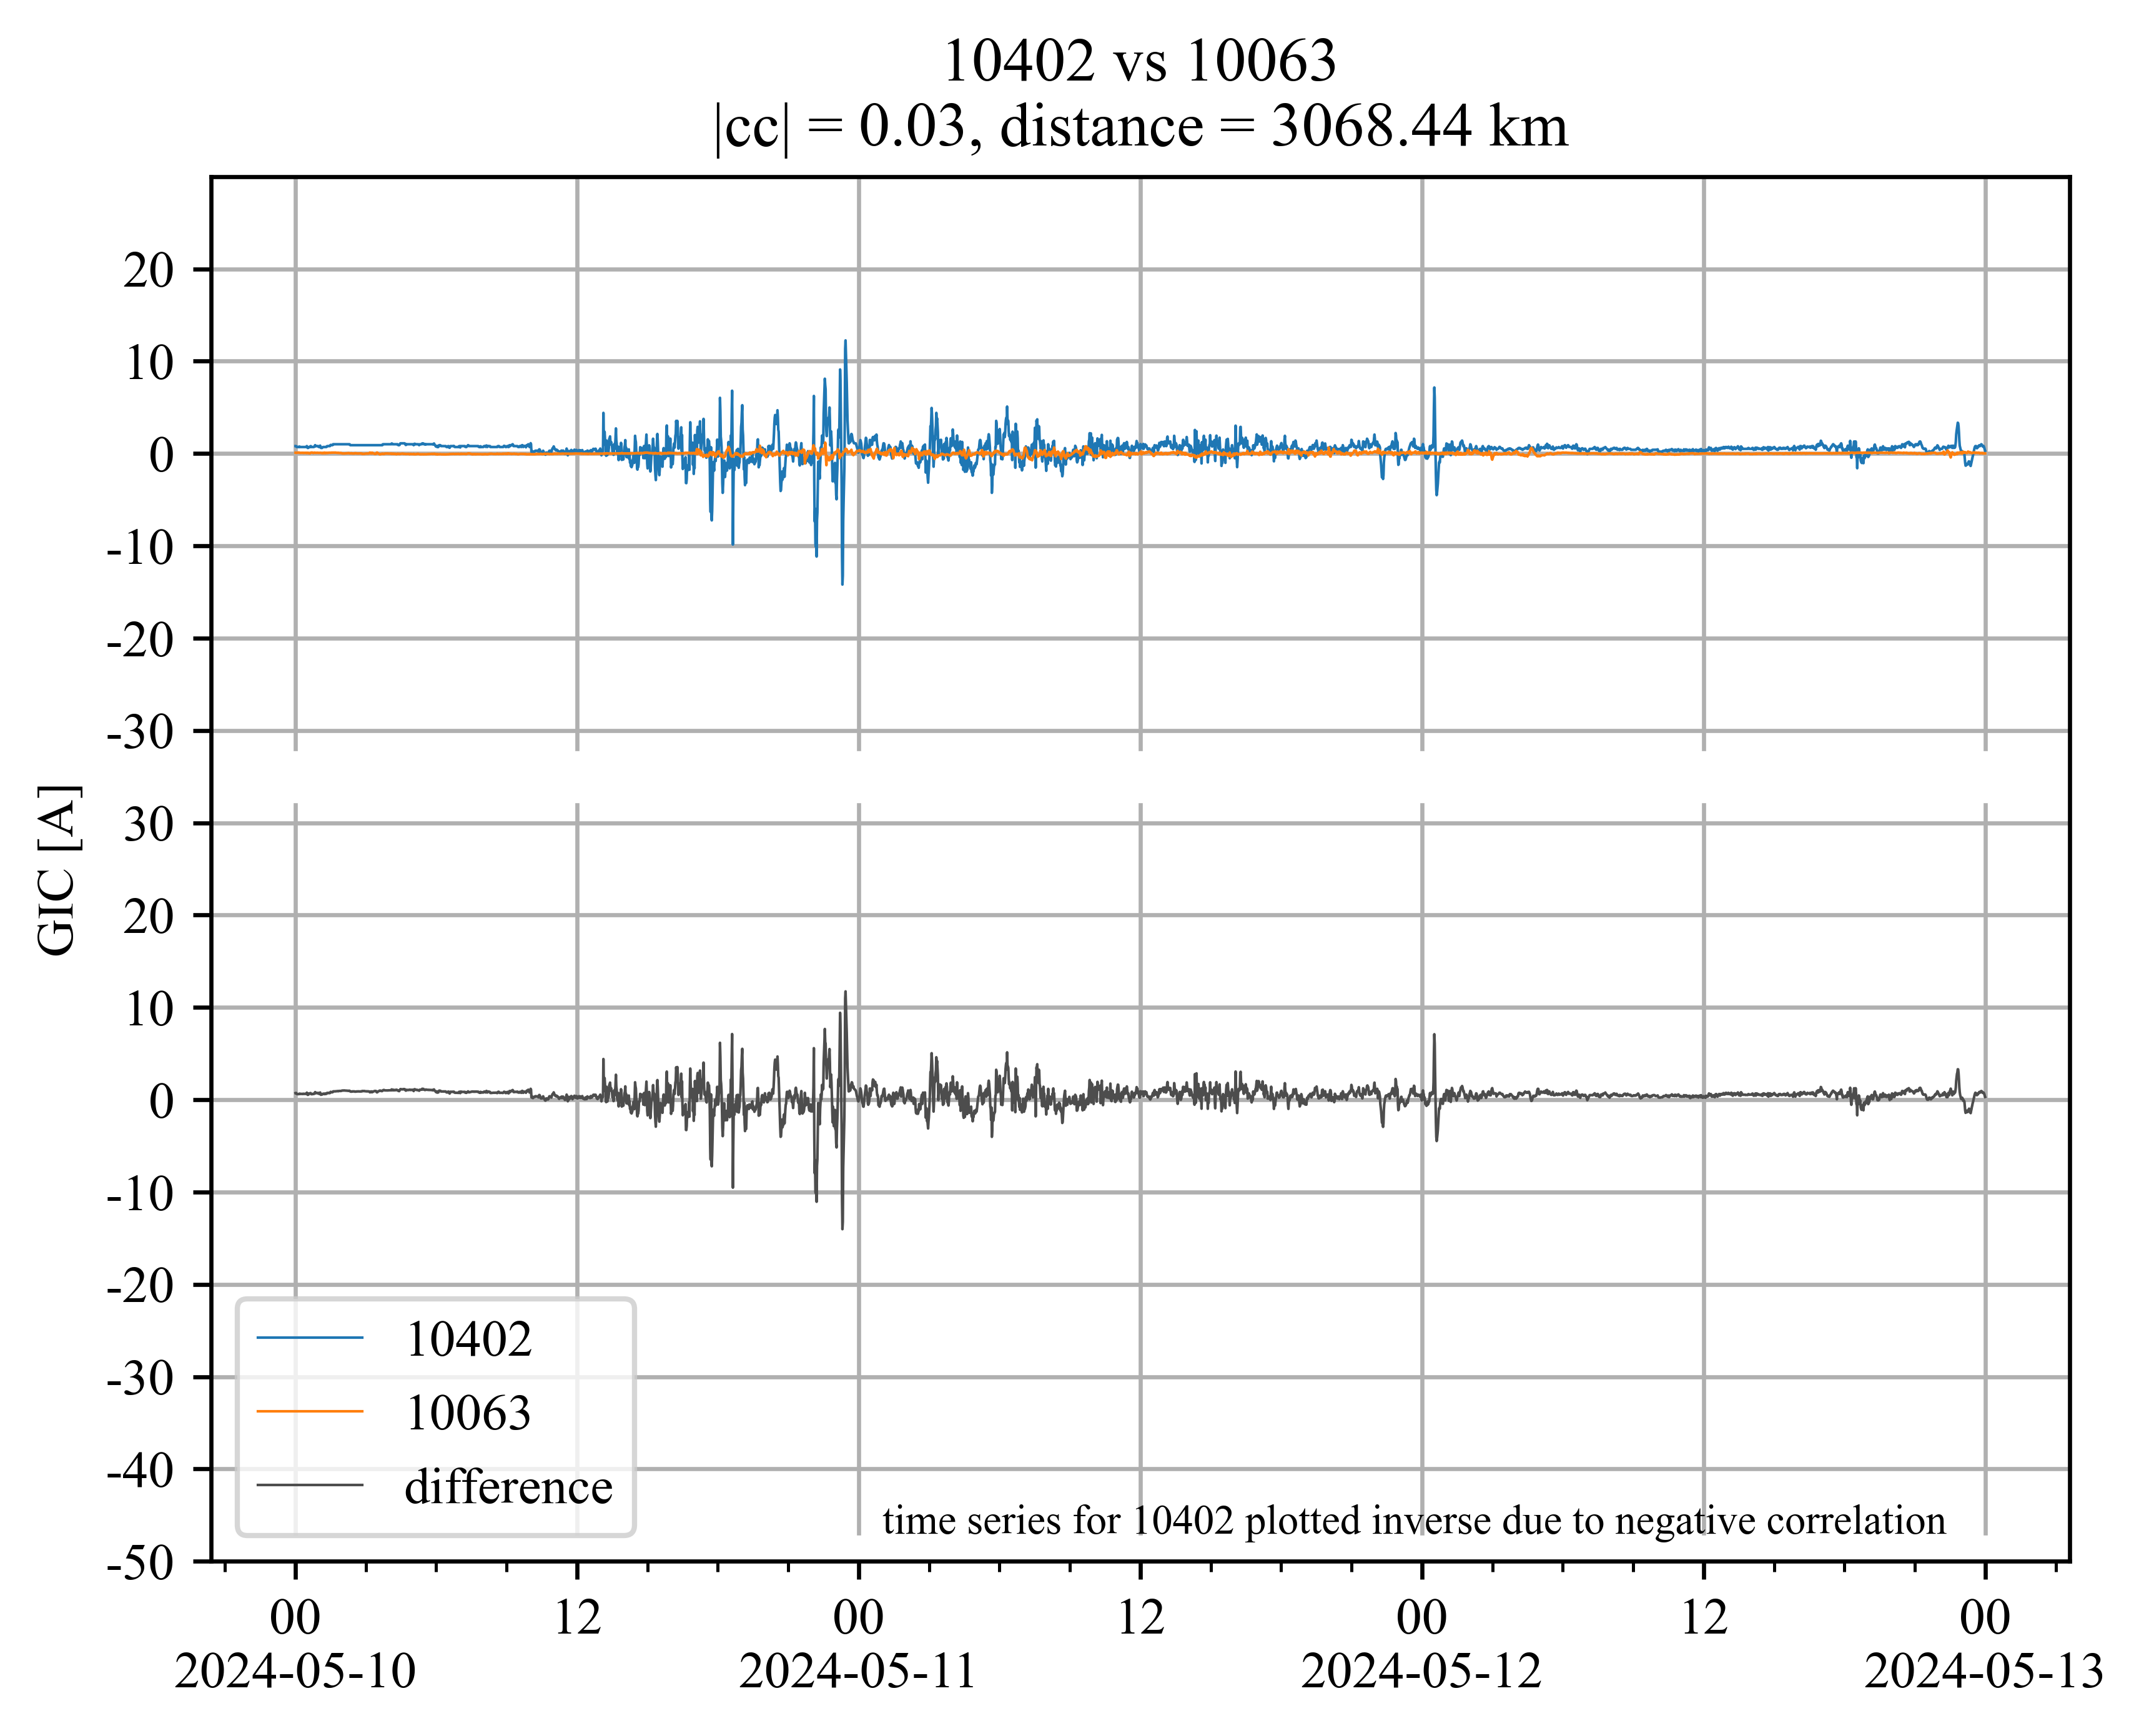 10402 vs 10063
|cc| = 0.03, distance = 3068.44 km
20
10
0
-10
-20
-30
30
20
10
0
-10
-20
-30
-40
-50
GIC [A]
10402
10063
difference
time series for 10402 plotted inverse due to negative correlation
00 12 00 12 00 12 00
2024-05-10 2024-05-11 2024-05-12 2024-05-13